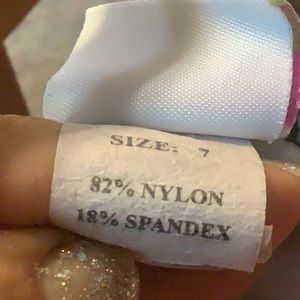 SIZE: 7
82% NYLON
18% SPANDEX